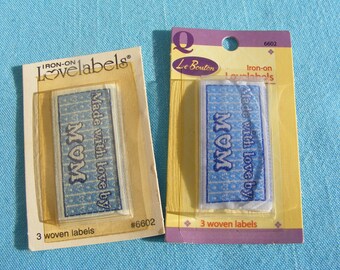 IRON-ON
Lovelabels®
Made with love by:
MOM
3 woven labels
#6602
Q
6602
Le Bouton
Iron-on
Lovelabels
Made with love by:
MOM
3 woven labels